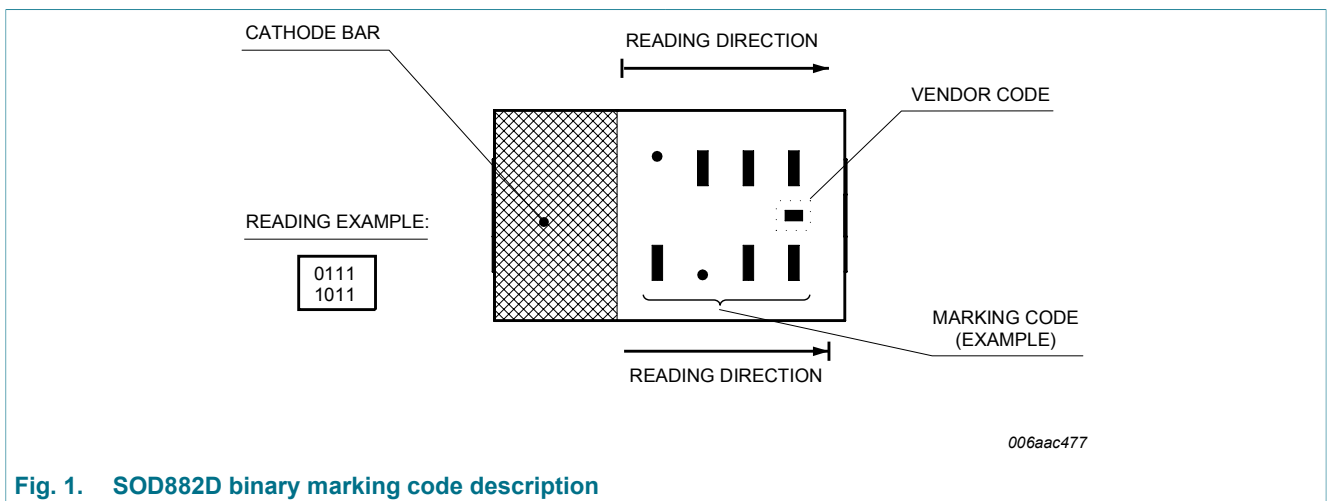 CATHODE BAR
READING DIRECTION
VENDOR CODE
READING EXAMPLE:
0111
1011
MARKING CODE
(EXAMPLE)
READING DIRECTION
006aac477
Fig. 1. SOD882D binary marking code description